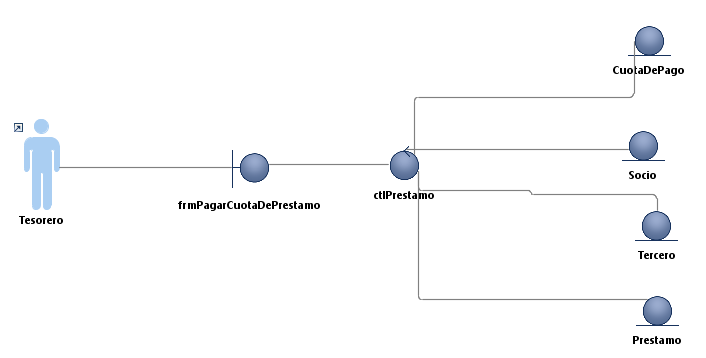 CuotaDePago
Socio
ctlPrestamo
frmPagarCuotaDePrestamo
Tesorero
Tercero
Prestamo